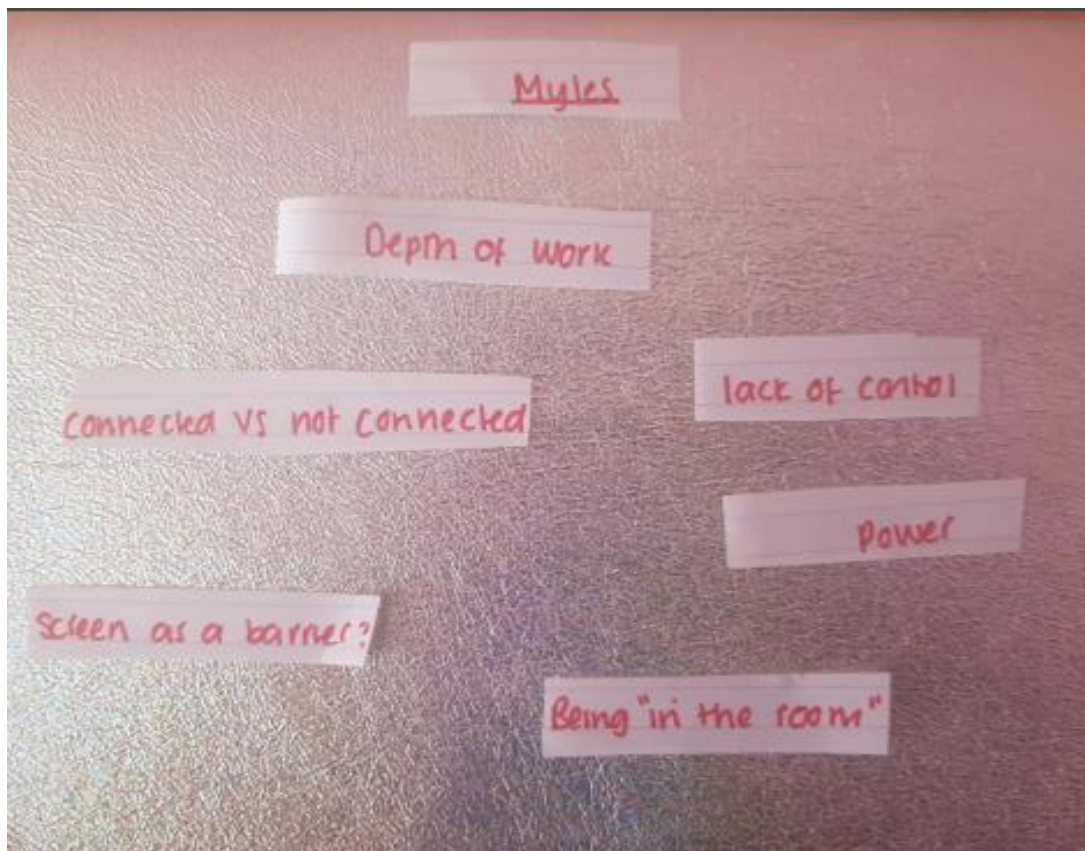 Myles
Depth of work
Connected VS not connected
lack of control
Power
Screen as a barrier?
Being "in the room"